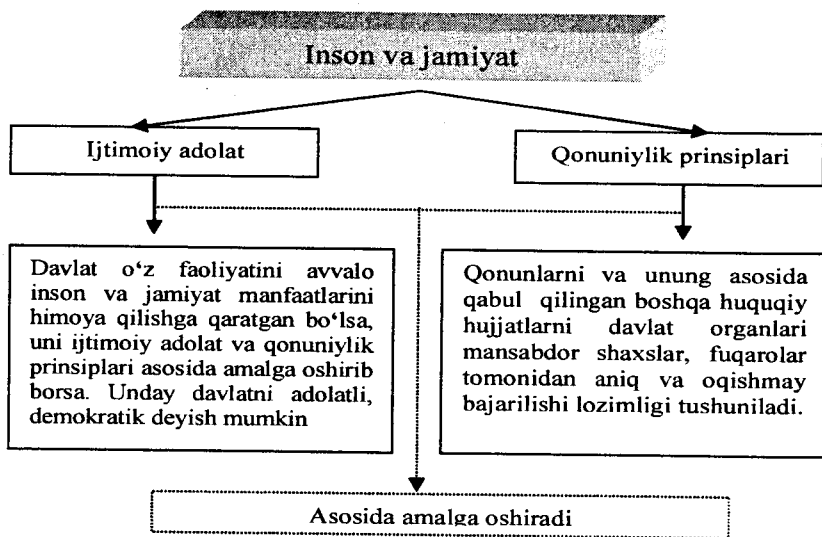 Inson va jamiyat
Ijtimoiy adolat
Qonuniylik prinsiplari
Davlat o‘z faoliyatini avvalo
inson va jamiyat manfaatlarini
himoya qilishga qaratgan bo‘lsa,
uni ijtimoiy adolat va qonuniylik
prinsiplari asosida amalga oshirib
borsa. Unday davlatni adolatli,
demokratik deyish mumkin
Qonunlarni va unung asosida
qabul qilingan boshqa huquqiy
hujjatlarni davlat organlari
mansabdor shaxslar, fuqarolar
tomonidan aniq va oqishmay
bajarilishi lozimligi tushuniladi.
Asosida amalga oshiradi